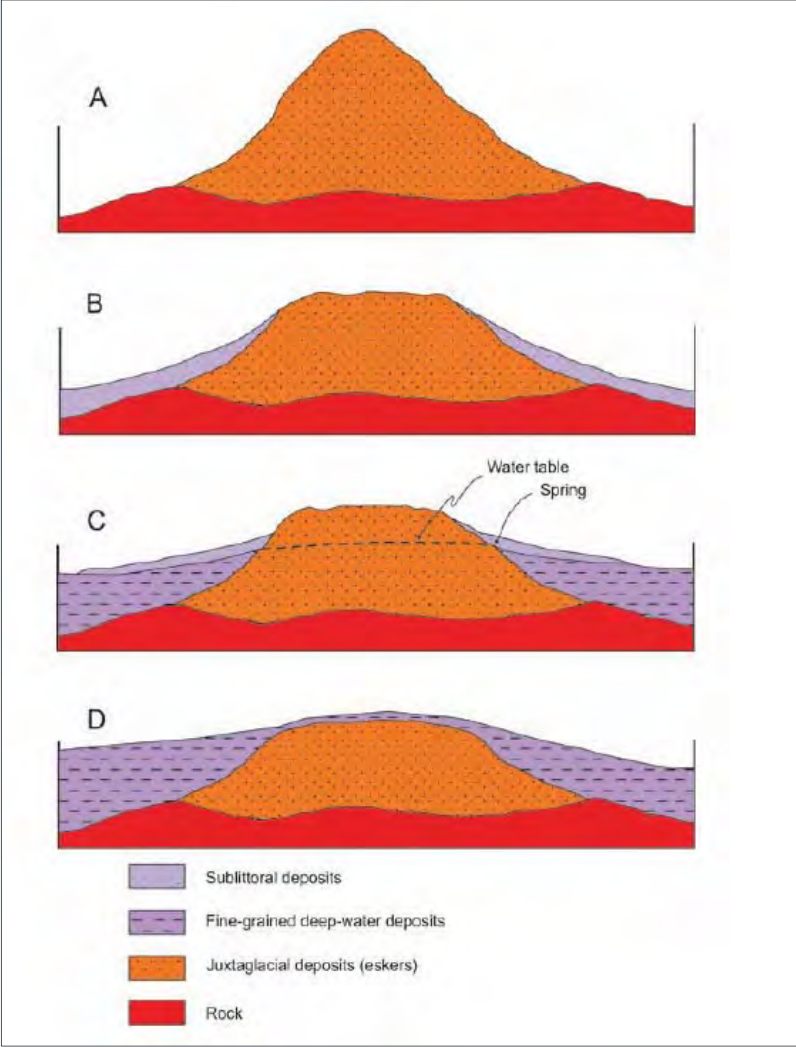 A
B
Water table
Spring
C
D
Sublittoral deposits
Fine-grained deep-water deposits
Juxtaglacial deposits (eskers)
Rock